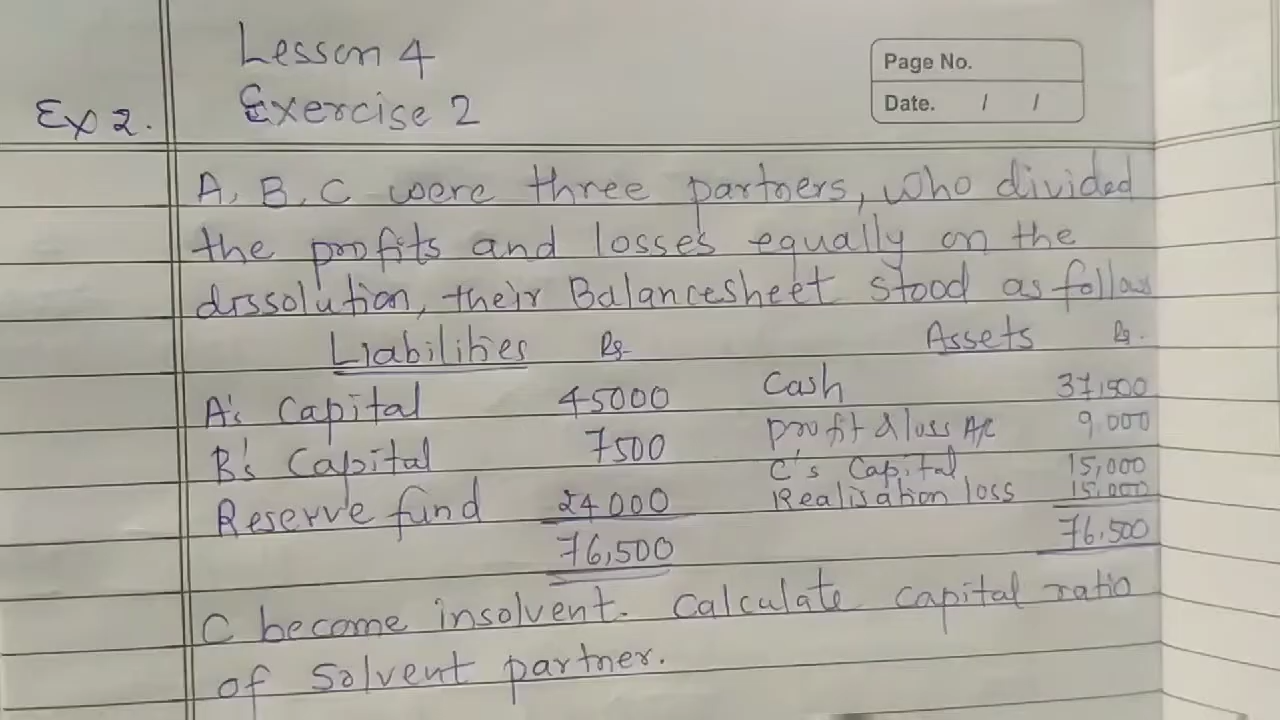 Lesson 4
Page No.
Ex 2. Exercise 2
Date. / /
A, B, C were three partners, who divided
the profits and losses equally on the
dissolution, their Balancesheet stood as follows
Liabilities Rs. Assets Rs.
A's Capital 45000 Cash 37,500
B's Capital 7500 profit & loss A/c 9,000
C's Capital 15,000
Reserve fund 24000 Realisation loss 15,000
76,500 76,500
C become insolvent. Calculate capital ratio
of solvent partner.